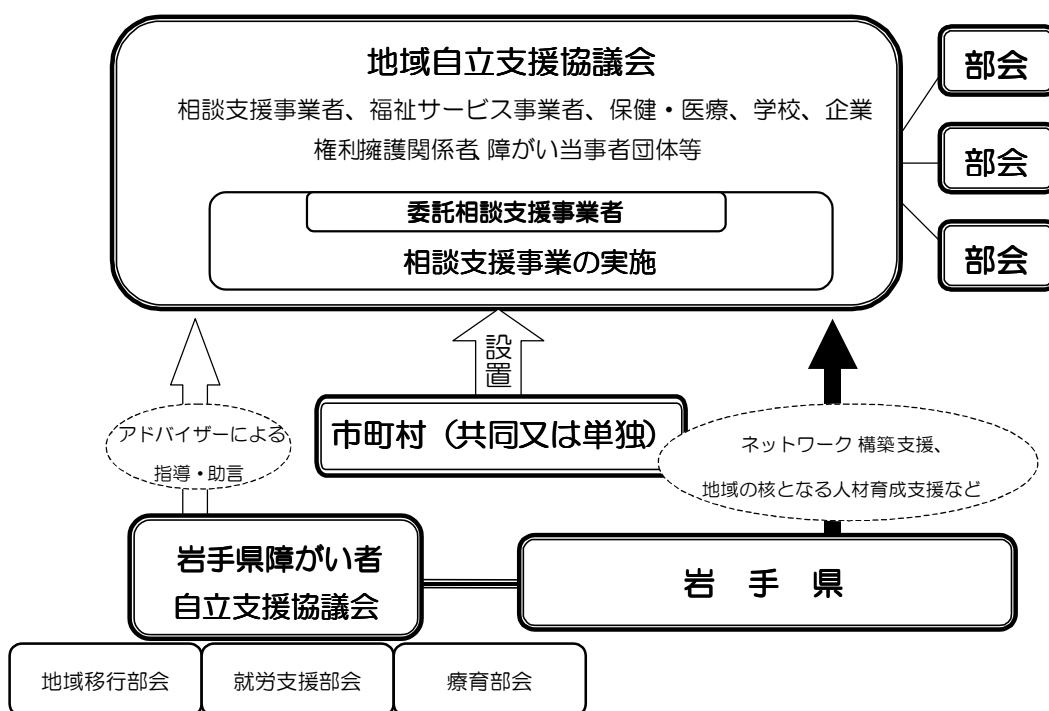 地域自立支援協議会
相談支援事業者、福祉サービス事業者、保健・医療、学校、企業
権利擁護関係者、障がい当事者団体等
委託相談支援事業者
相談支援事業の実施
部会
部会
部会
設置
市町村（共同又は単独）
アドバイザーによる
指導・助言
ネットワーク構築支援、
地域の核となる人材育成支援など
岩手県障がい者
自立支援協議会
岩手県
地域移行部会
就労支援部会
療育部会